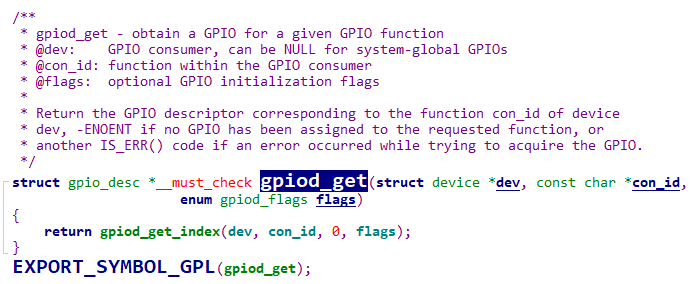 /**
 * gpiod_get - obtain a GPIO for a given GPIO function
 * @dev:    GPIO consumer, can be NULL for system-global GPIOs
 * @con_id: function within the GPIO consumer
 * @flags:  optional GPIO initialization flags
 *
 * Return the GPIO descriptor corresponding to the function con_id of device
 * dev, -ENOENT if no GPIO has been assigned to the requested function, or
 * another IS_ERR() code if an error occurred while trying to acquire the GPIO.
 */
struct gpio_desc *__must_check gpiod_get(struct device *dev, const char *con_id,
                     enum gpiod_flags flags)
{
    return gpiod_get_index(dev, con_id, 0, flags);
}
EXPORT_SYMBOL_GPL(gpiod_get);